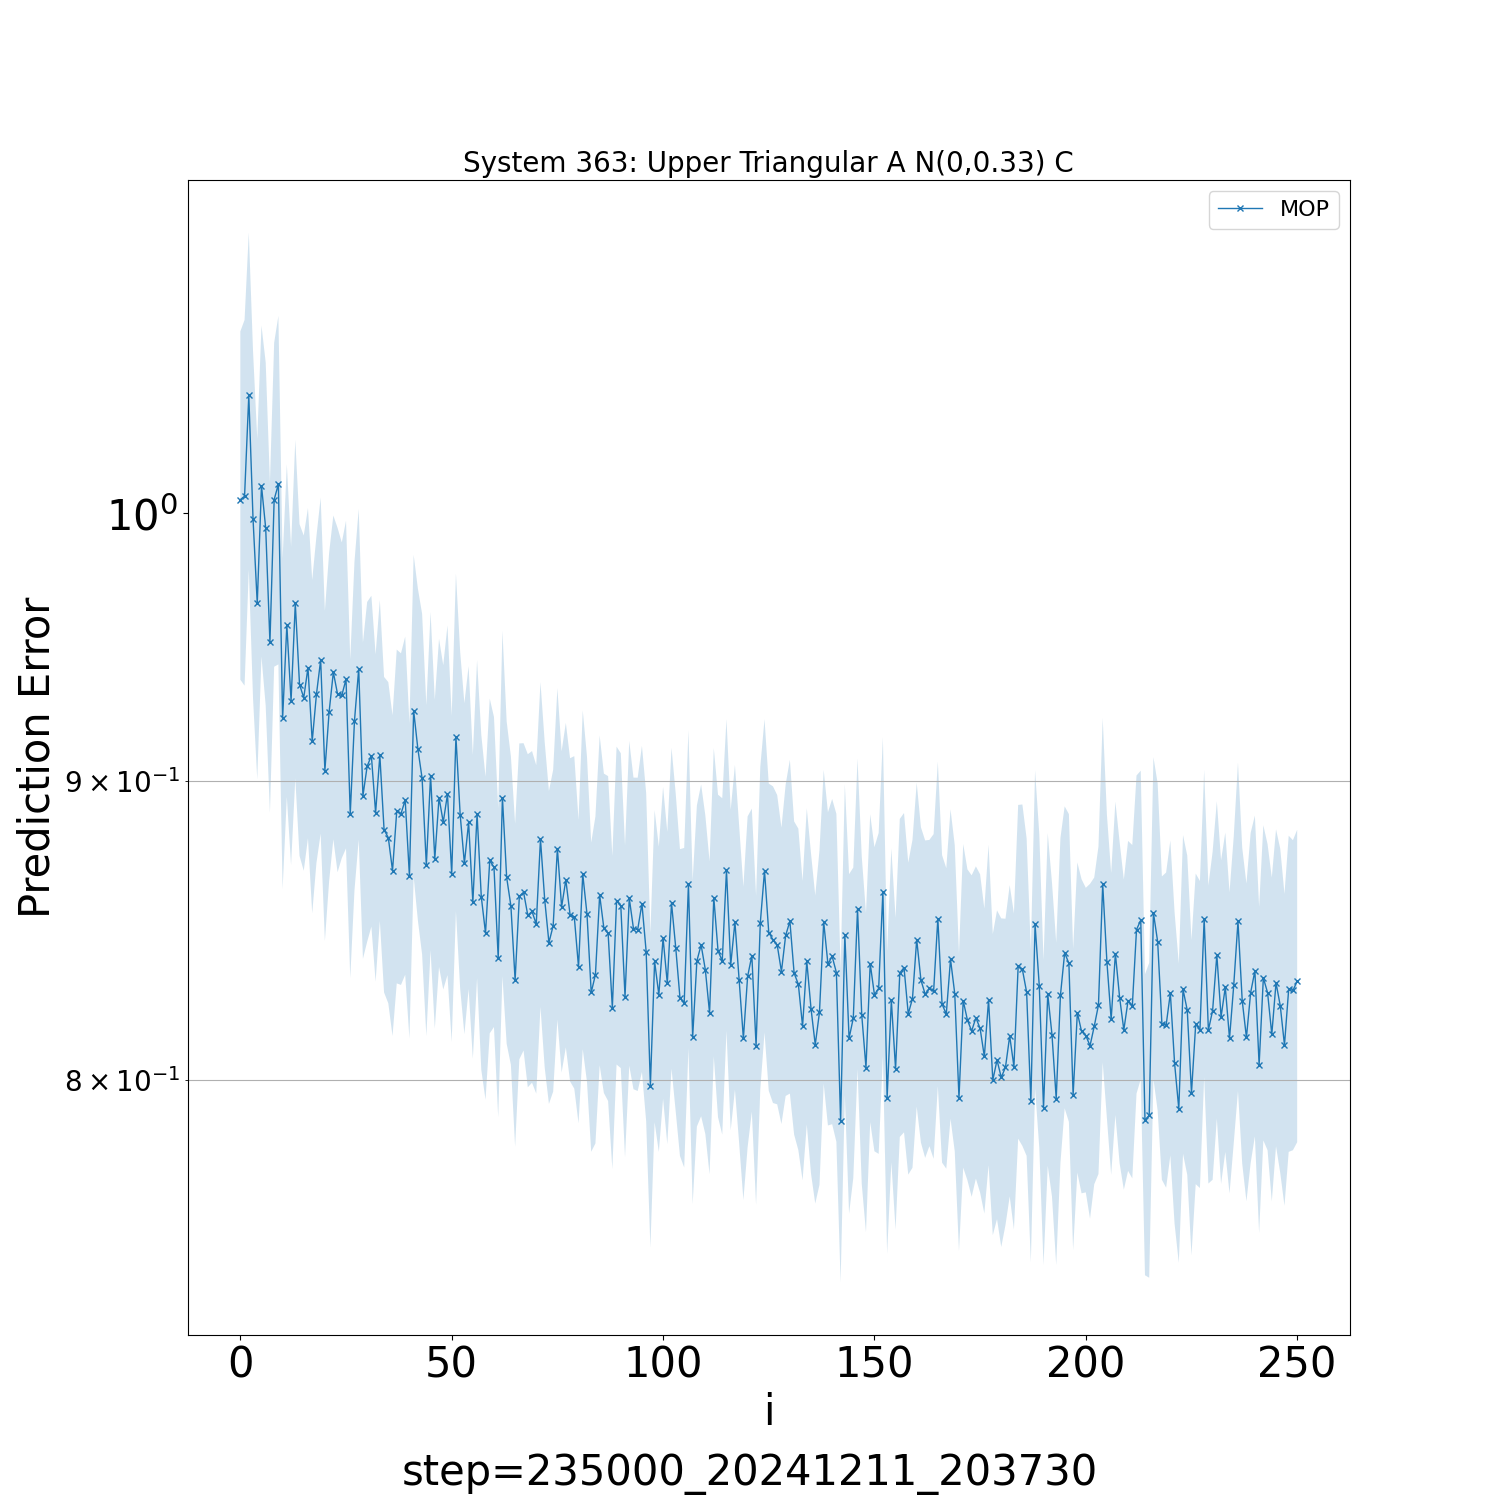 System 363: Upper Triangular A N(0,0.33) C
MOP
10⁰
9 × 10⁻¹
8 × 10⁻¹
Prediction Error
0 50 100 150 200 250
i
step=235000_20241211_203730